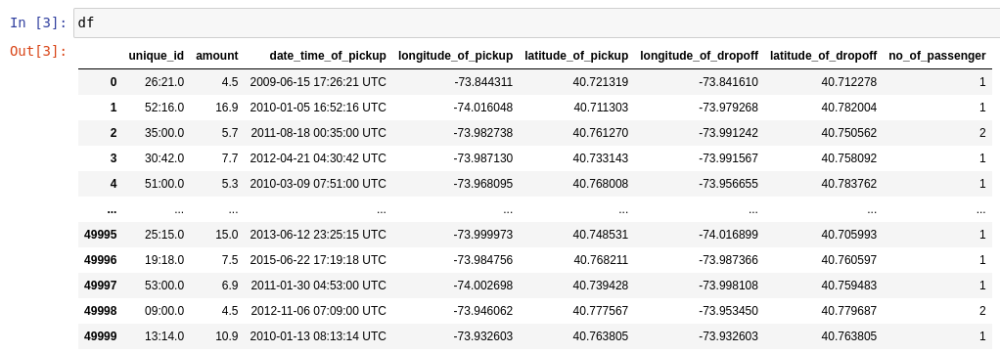 In [3]: df
Out[3]:
unique_id amount date_time_of_pickup longitude_of_pickup latitude_of_pickup longitude_of_dropoff latitude_of_dropoff no_of_passenger
0 26:21.0 4.5 2009-06-15 17:26:21 UTC -73.844311 40.721319 -73.841610 40.712278 1
1 52:16.0 16.9 2010-01-05 16:52:16 UTC -74.016048 40.711303 -73.979268 40.782004 1
2 35:00.0 5.7 2011-08-18 00:35:00 UTC -73.982738 40.761270 -73.991242 40.750562 2
3 30:42.0 7.7 2012-04-21 04:30:42 UTC -73.987130 40.733143 -73.991567 40.758092 1
4 51:00.0 5.3 2010-03-09 07:51:00 UTC -73.968095 40.768008 -73.956655 40.783762 1
... ... ... ... ... ... ... ... ...
49995 25:15.0 15.0 2013-06-12 23:25:15 UTC -73.999973 40.748531 -74.016899 40.705993 1
49996 19:18.0 7.5 2015-06-22 17:19:18 UTC -73.984756 40.768211 -73.987366 40.760597 1
49997 53:00.0 6.9 2011-01-30 04:53:00 UTC -74.002698 40.739428 -73.998108 40.759483 1
49998 09:00.0 4.5 2012-11-06 07:09:00 UTC -73.946062 40.777567 -73.953450 40.779687 2
49999 13:14.0 10.9 2010-01-13 08:13:14 UTC -73.932603 40.763805 -73.932603 40.763805 1